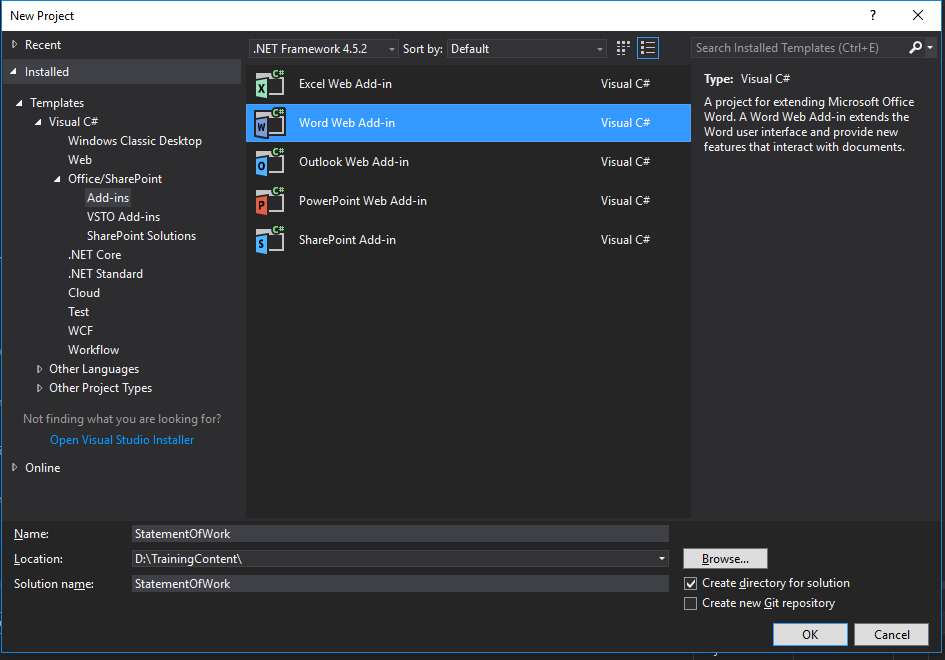 New Project
?
Recent
.NET Framework 4.5.2
Sort by:
Default
Search Installed Templates (Ctrl+E)
Installed
Templates
Visual C#
Windows Classic Desktop
Web
Office/SharePoint
Add-ins
VSTO Add-ins
SharePoint Solutions
.NET Core
.NET Standard
Cloud
Test
WCF
Workflow
Other Languages
Other Project Types
Not finding what you are looking for?
Open Visual Studio Installer
Online
C# X Excel Web Add-in Visual C#
C# W Word Web Add-in Visual C#
C# O Outlook Web Add-in Visual C#
C# P PowerPoint Web Add-in Visual C#
C# S SharePoint Add-in Visual C#
Type: Visual C#
A project for extending Microsoft Office
Word. A Word Web Add-in extends the
Word user interface and provide new
features that interact with documents.
Name: StatementOfWork
Location: D:\TrainingContent\
Browse...
Solution name: StatementOfWork
Create directory for solution
Create new Git repository
OK
Cancel